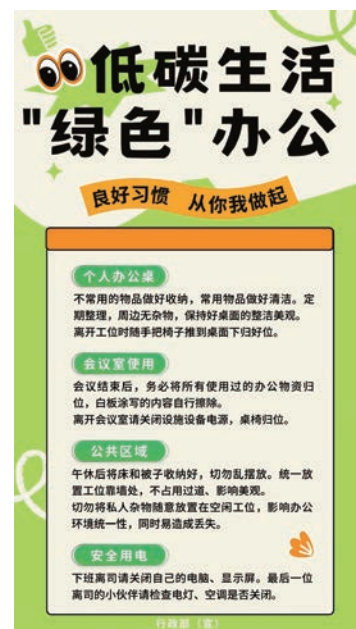 低碳生活
"绿色"办公
良好习惯 从你我做起
个人办公桌
不常用的物品做好收纳，常用物品做好清洁。定
期整理，周边无杂物，保持好桌面的整洁美观。
离开工位时随手把椅子推到桌面下归好位。
会议室使用
会议结束后，务必将所有使用过的办公物资归
位，白板涂写的内容自行擦除。
离开会议室请关闭设施设备电源，桌椅归位。
公共区域
午休后将床和被子收纳好，切勿乱摆放。统一放
置工位靠墙处，不占用过道、影响美观。
切勿将私人杂物随意放置在空闲工位，影响办公
环境统一性，同时易造成丢失。
安全用电
下班离司请关闭自己的电脑、显示屏。最后一位
离司的小伙伴请检查电灯、空调是否关闭。
行政部（宣）